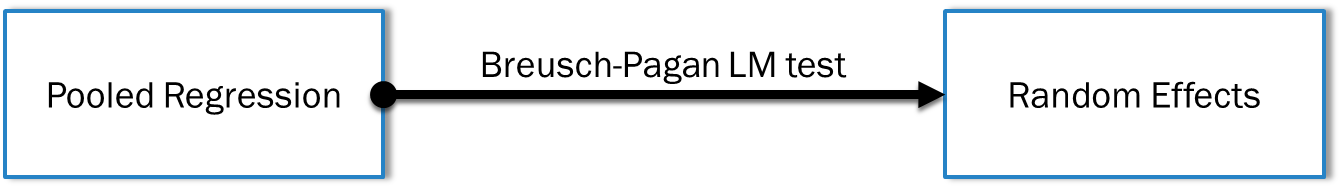 Pooled Regression
Breusch-Pagan LM test
Random Effects